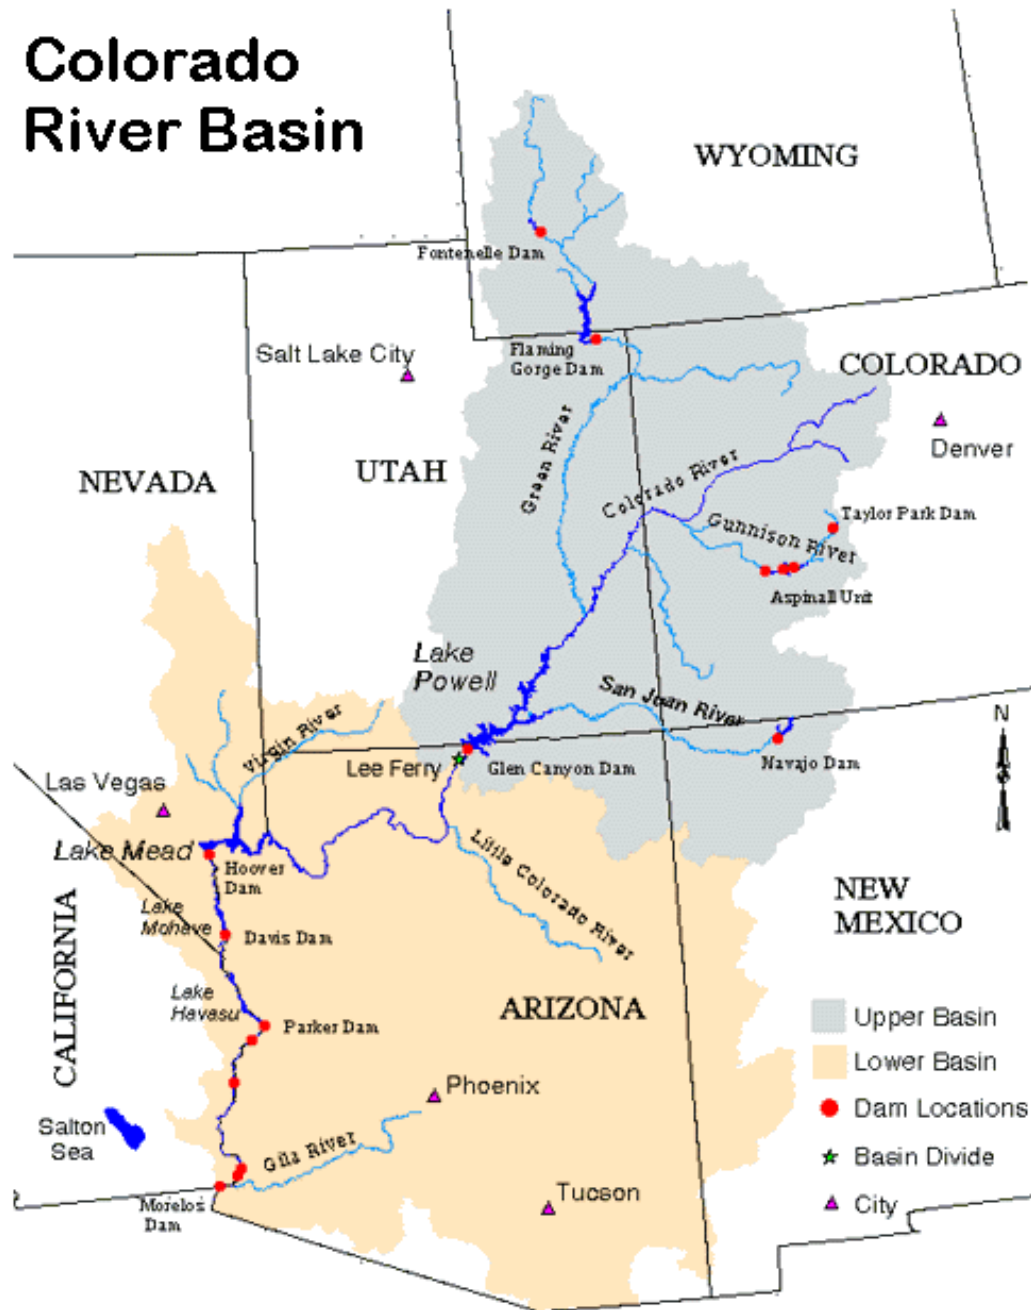 Colorado
River Basin
WYOMING
Fontenelle Dam
Salt Lake City
Flaming
Gorge Dam
COLORADO
Denver
NEVADA
UTAH
Green River
Colorado River
Gunnison River
Taylor Park Dam
Aspinall Unit
Lake
Powell
San Juan River
N
Virgin River
Lee Ferry
Glen Canyon Dam
Navajo Dam
Las Vegas
Lake Mead
Hoover
Dam
Little Colorado River
Lake
Mohave
Davis Dam
NEW
MEXICO
CALIFORNIA
Lake
Havasu
Parker Dam
ARIZONA
Upper Basin
Lower Basin
Dam Locations
Basin Divide
City
Phoenix
Salton
Sea
Gila River
Morelos
Dam
Tucson